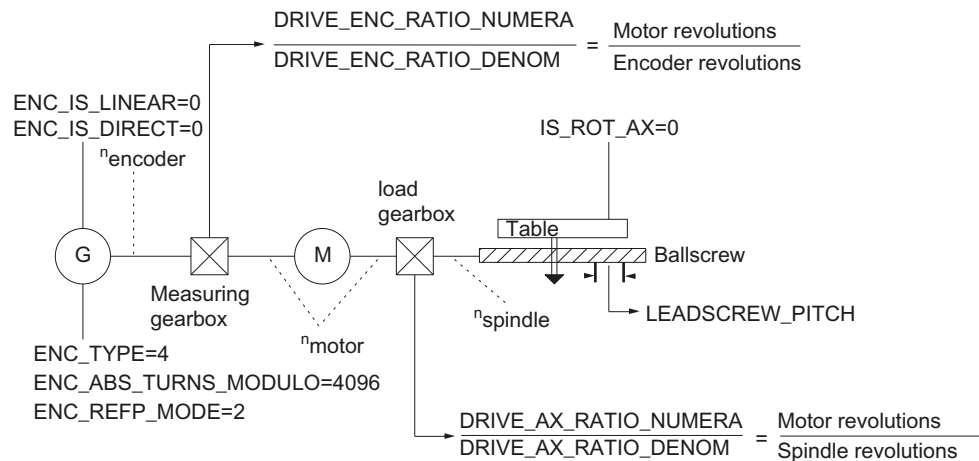 DRIVE_ENC_RATIO_NUMERA
DRIVE_ENC_RATIO_DENOM
=
Motor revolutions
Encoder revolutions
ENC_IS_LINEAR=0
ENC_IS_DIRECT=0
IS_ROT_AX=0
nencoder
load
gearbox
Table
G
M
Ballscrew
Measuring
gearbox
nmotor
nspindle
LEADSCREW_PITCH
ENC_TYPE=4
ENC_ABS_TURNS_MODULO=4096
ENC_REFP_MODE=2
DRIVE_AX_RATIO_NUMERA
DRIVE_AX_RATIO_DENOM
=
Motor revolutions
Spindle revolutions